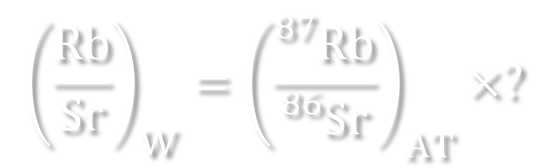 (Rb/Sr)_W = (⁸⁷Rb/⁸⁶Sr)_AT ×?